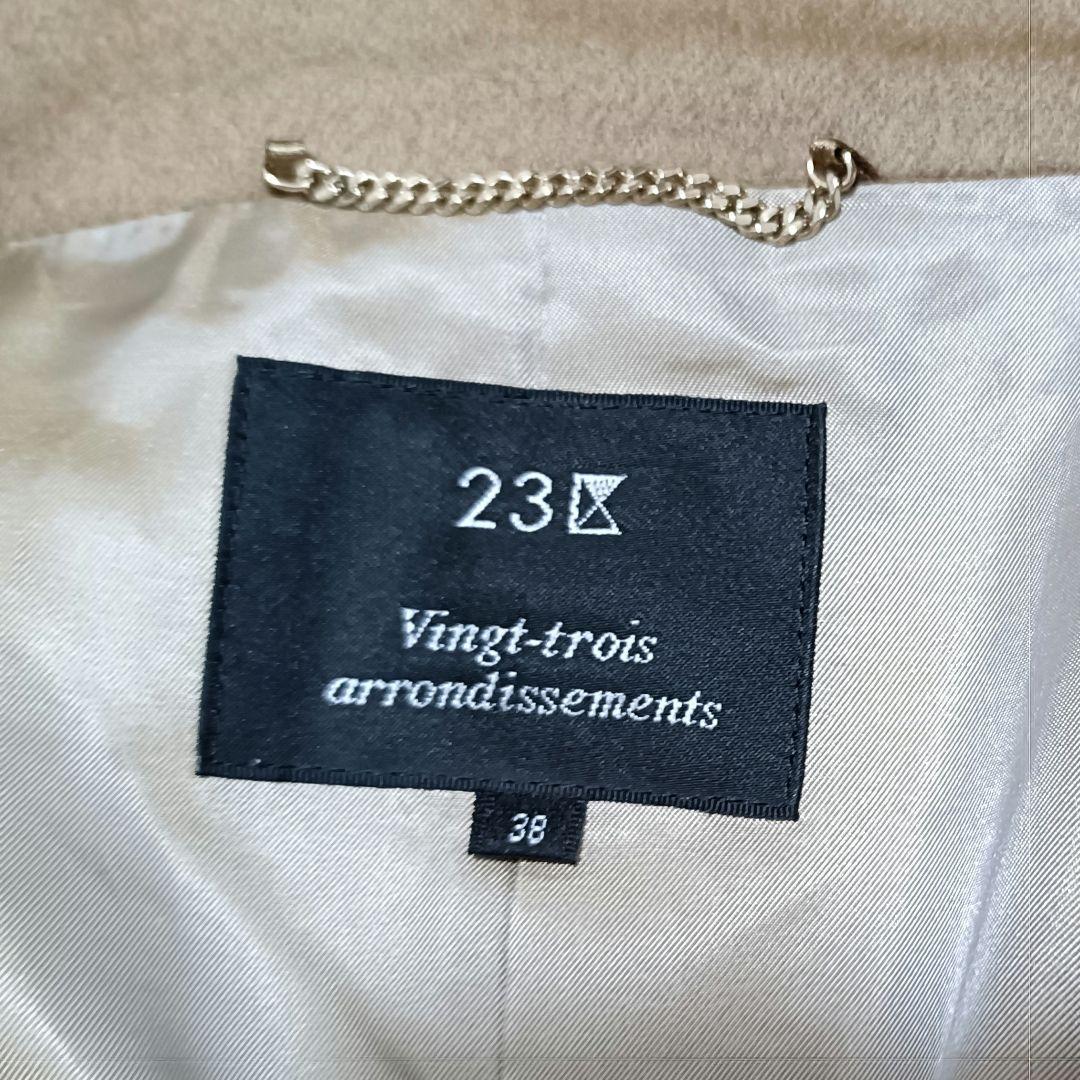 23区
Vingt-trois
arrondissements
38